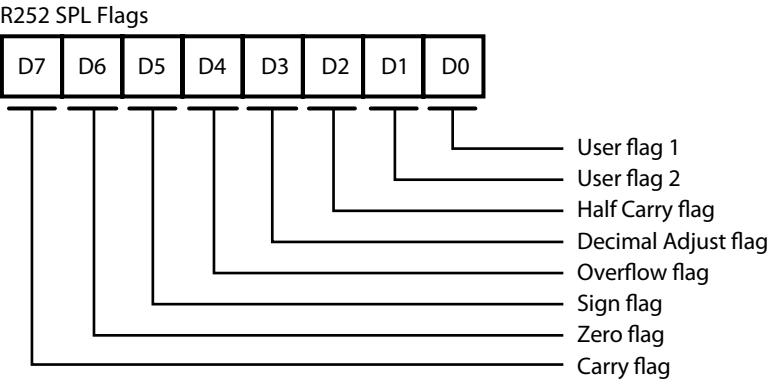 R252 SPL Flags
D7 D6 D5 D4 D3 D2 D1 D0
User flag 1
User flag 2
Half Carry flag
Decimal Adjust flag
Overflow flag
Sign flag
Zero flag
Carry flag